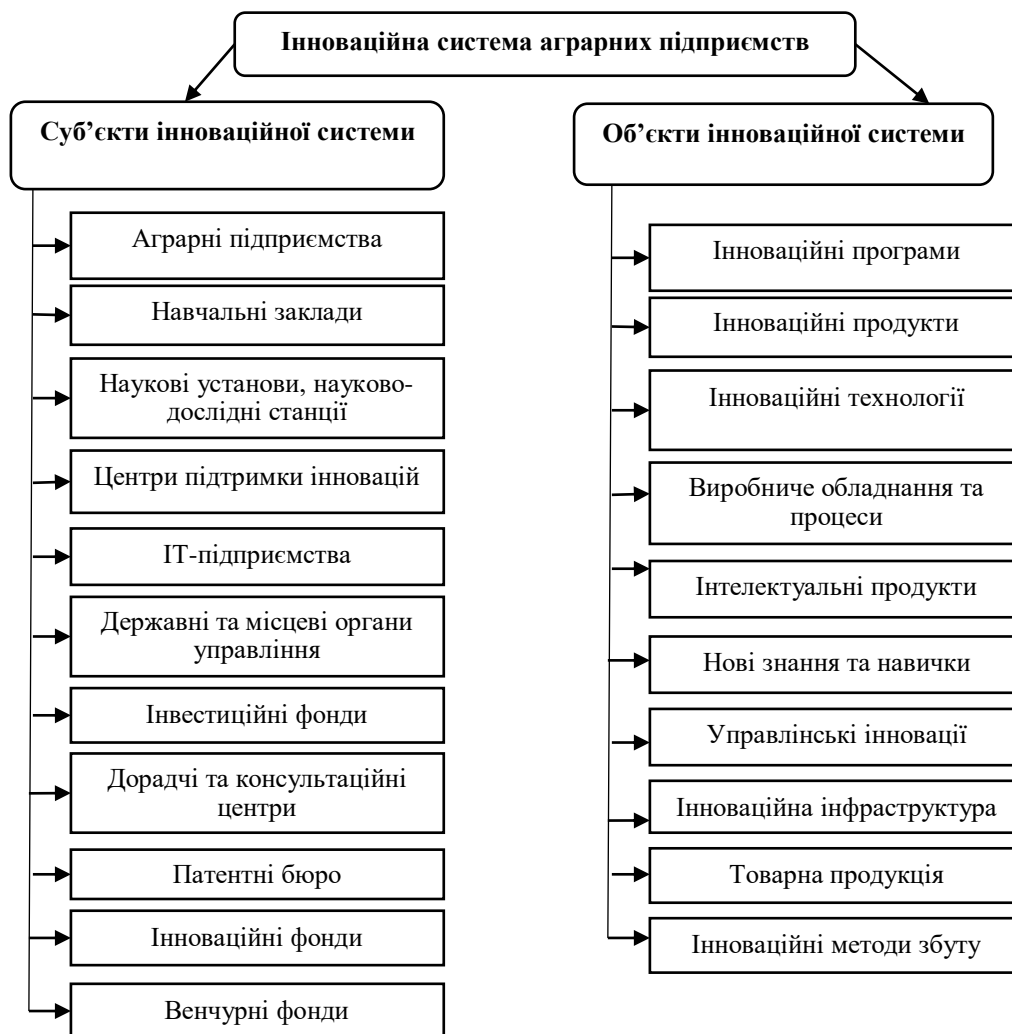 Інноваційна система аграрних підприємств
Суб’єкти інноваційної системи
Аграрні підприємства
Навчальні заклади
Наукові установи, науково-
дослідні станції
Центри підтримки інновацій
ІТ-підприємства
Державні та місцеві органи
управління
Інвестиційні фонди
Дорадчі та консультаційні
центри
Патентні бюро
Інноваційні фонди
Венчурні фонди
Об’єкти інноваційної системи
Інноваційні програми
Інноваційні продукти
Інноваційні технології
Виробниче обладнання та
процеси
Інтелектуальні продукти
Нові знання та навички
Управлінські інновації
Інноваційна інфраструктура
Товарна продукція
Інноваційні методи збуту